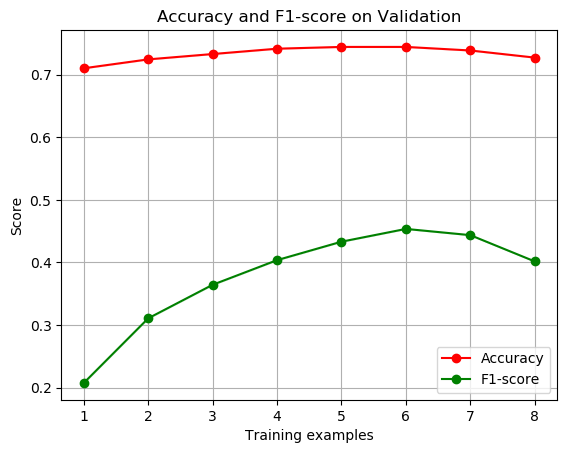 Accuracy and F1-score on Validation
Score
0.7
0.6
0.5
0.4
0.3
0.2
Accuracy
F1-score
1 2 3 4 5 6 7 8
Training examples